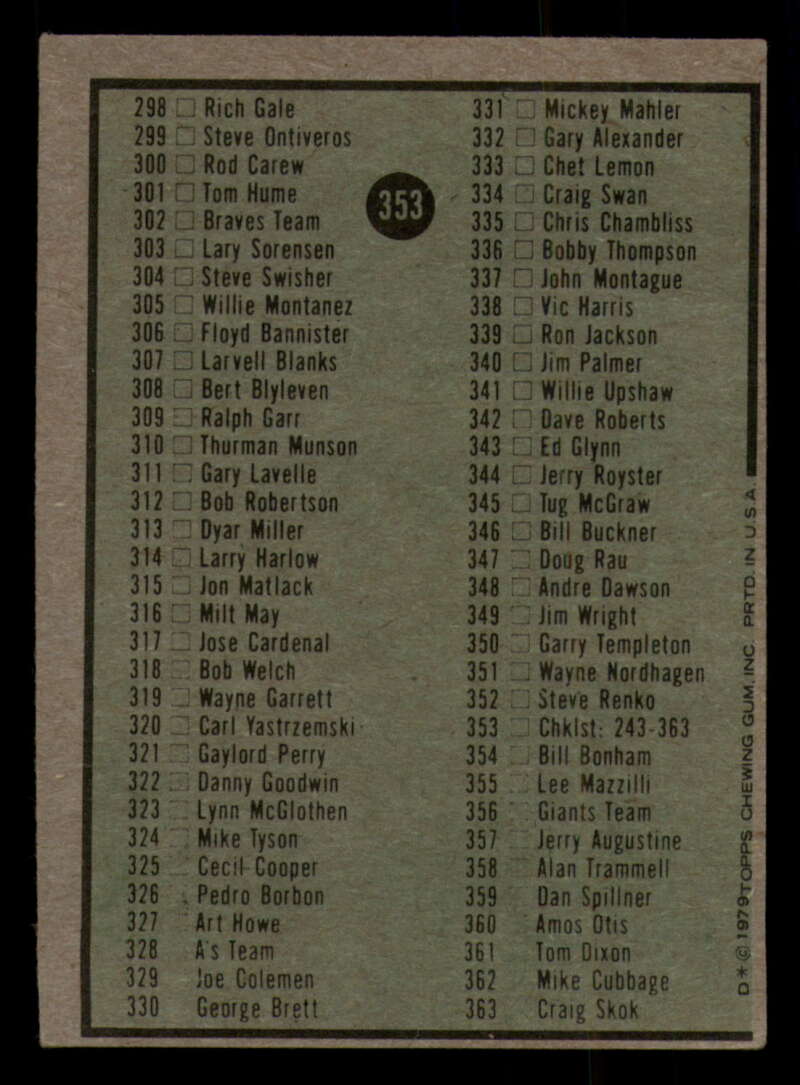 298 Rich Gale
299 Steve Ontiveros
300 Rod Carew
301 Tom Hume
302 Braves Team
303 Lary Sorensen
304 Steve Swisher
305 Willie Montanez
306 Floyd Bannister
307 Larvell Blanks
308 Bert Blyleven
309 Ralph Garr
310 Thurman Munson
311 Gary Lavelle
312 Bob Robertson
313 Dyar Miller
314 Larry Harlow
315 Jon Matlack
316 Milt May
317 Jose Cardenal
318 Bob Welch
319 Wayne Garrett
320 Carl Yastrzemski
321 Gaylord Perry
322 Danny Goodwin
323 Lynn McGlothen
324 Mike Tyson
325 Cecil Cooper
326 Pedro Borbon
327 Art Howe
328 A's Team
329 Joe Colemen
330 George Brett
353
331 Mickey Mahler
332 Gary Alexander
333 Chet Lemon
334 Craig Swan
335 Chris Chambliss
336 Bobby Thompson
337 John Montague
338 Vic Harris
339 Ron Jackson
340 Jim Palmer
341 Willie Upshaw
342 Dave Roberts
343 Ed Glynn
344 Jerry Royster
345 Tug McGraw
346 Bill Buckner
347 Doug Rau
348 Andre Dawson
349 Jim Wright
350 Garry Templeton
351 Wayne Nordhagen
352 Steve Renko
353 Chklst: 243-363
354 Bill Bonham
355 Lee Mazzilli
356 Giants Team
357 Jerry Augustine
358 Alan Trammell
359 Dan Spillner
360 Amos Otis
361 Tom Dixon
362 Mike Cubbage
363 Craig Skok
D*© 1979 TOPPS CHEWING GUM, INC. PRTD. IN U.S.A.